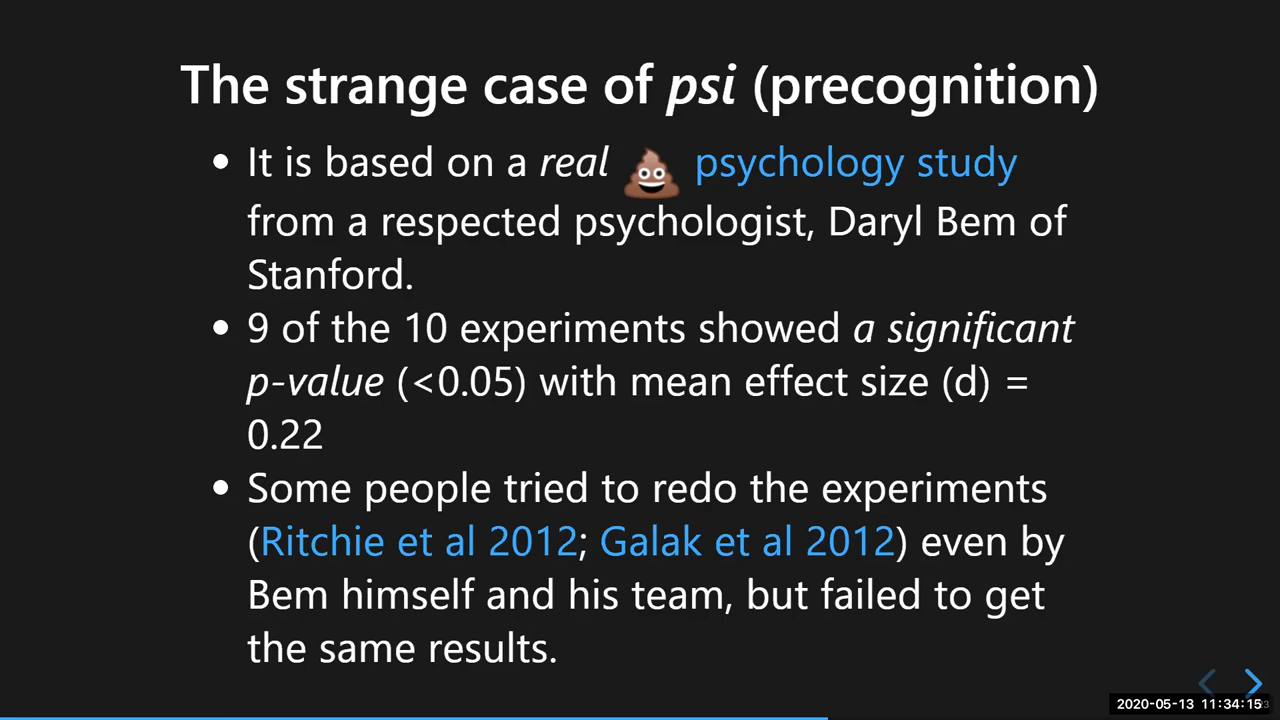 The strange case of psi (precognition)
• It is based on a real 💩 psychology study
from a respected psychologist, Daryl Bem of
Stanford.
• 9 of the 10 experiments showed a significant
p-value (<0.05) with mean effect size (d) =
0.22
• Some people tried to redo the experiments
(Ritchie et al 2012; Galak et al 2012) even by
Bem himself and his team, but failed to get
the same results.
2020-05-13 11:34:15